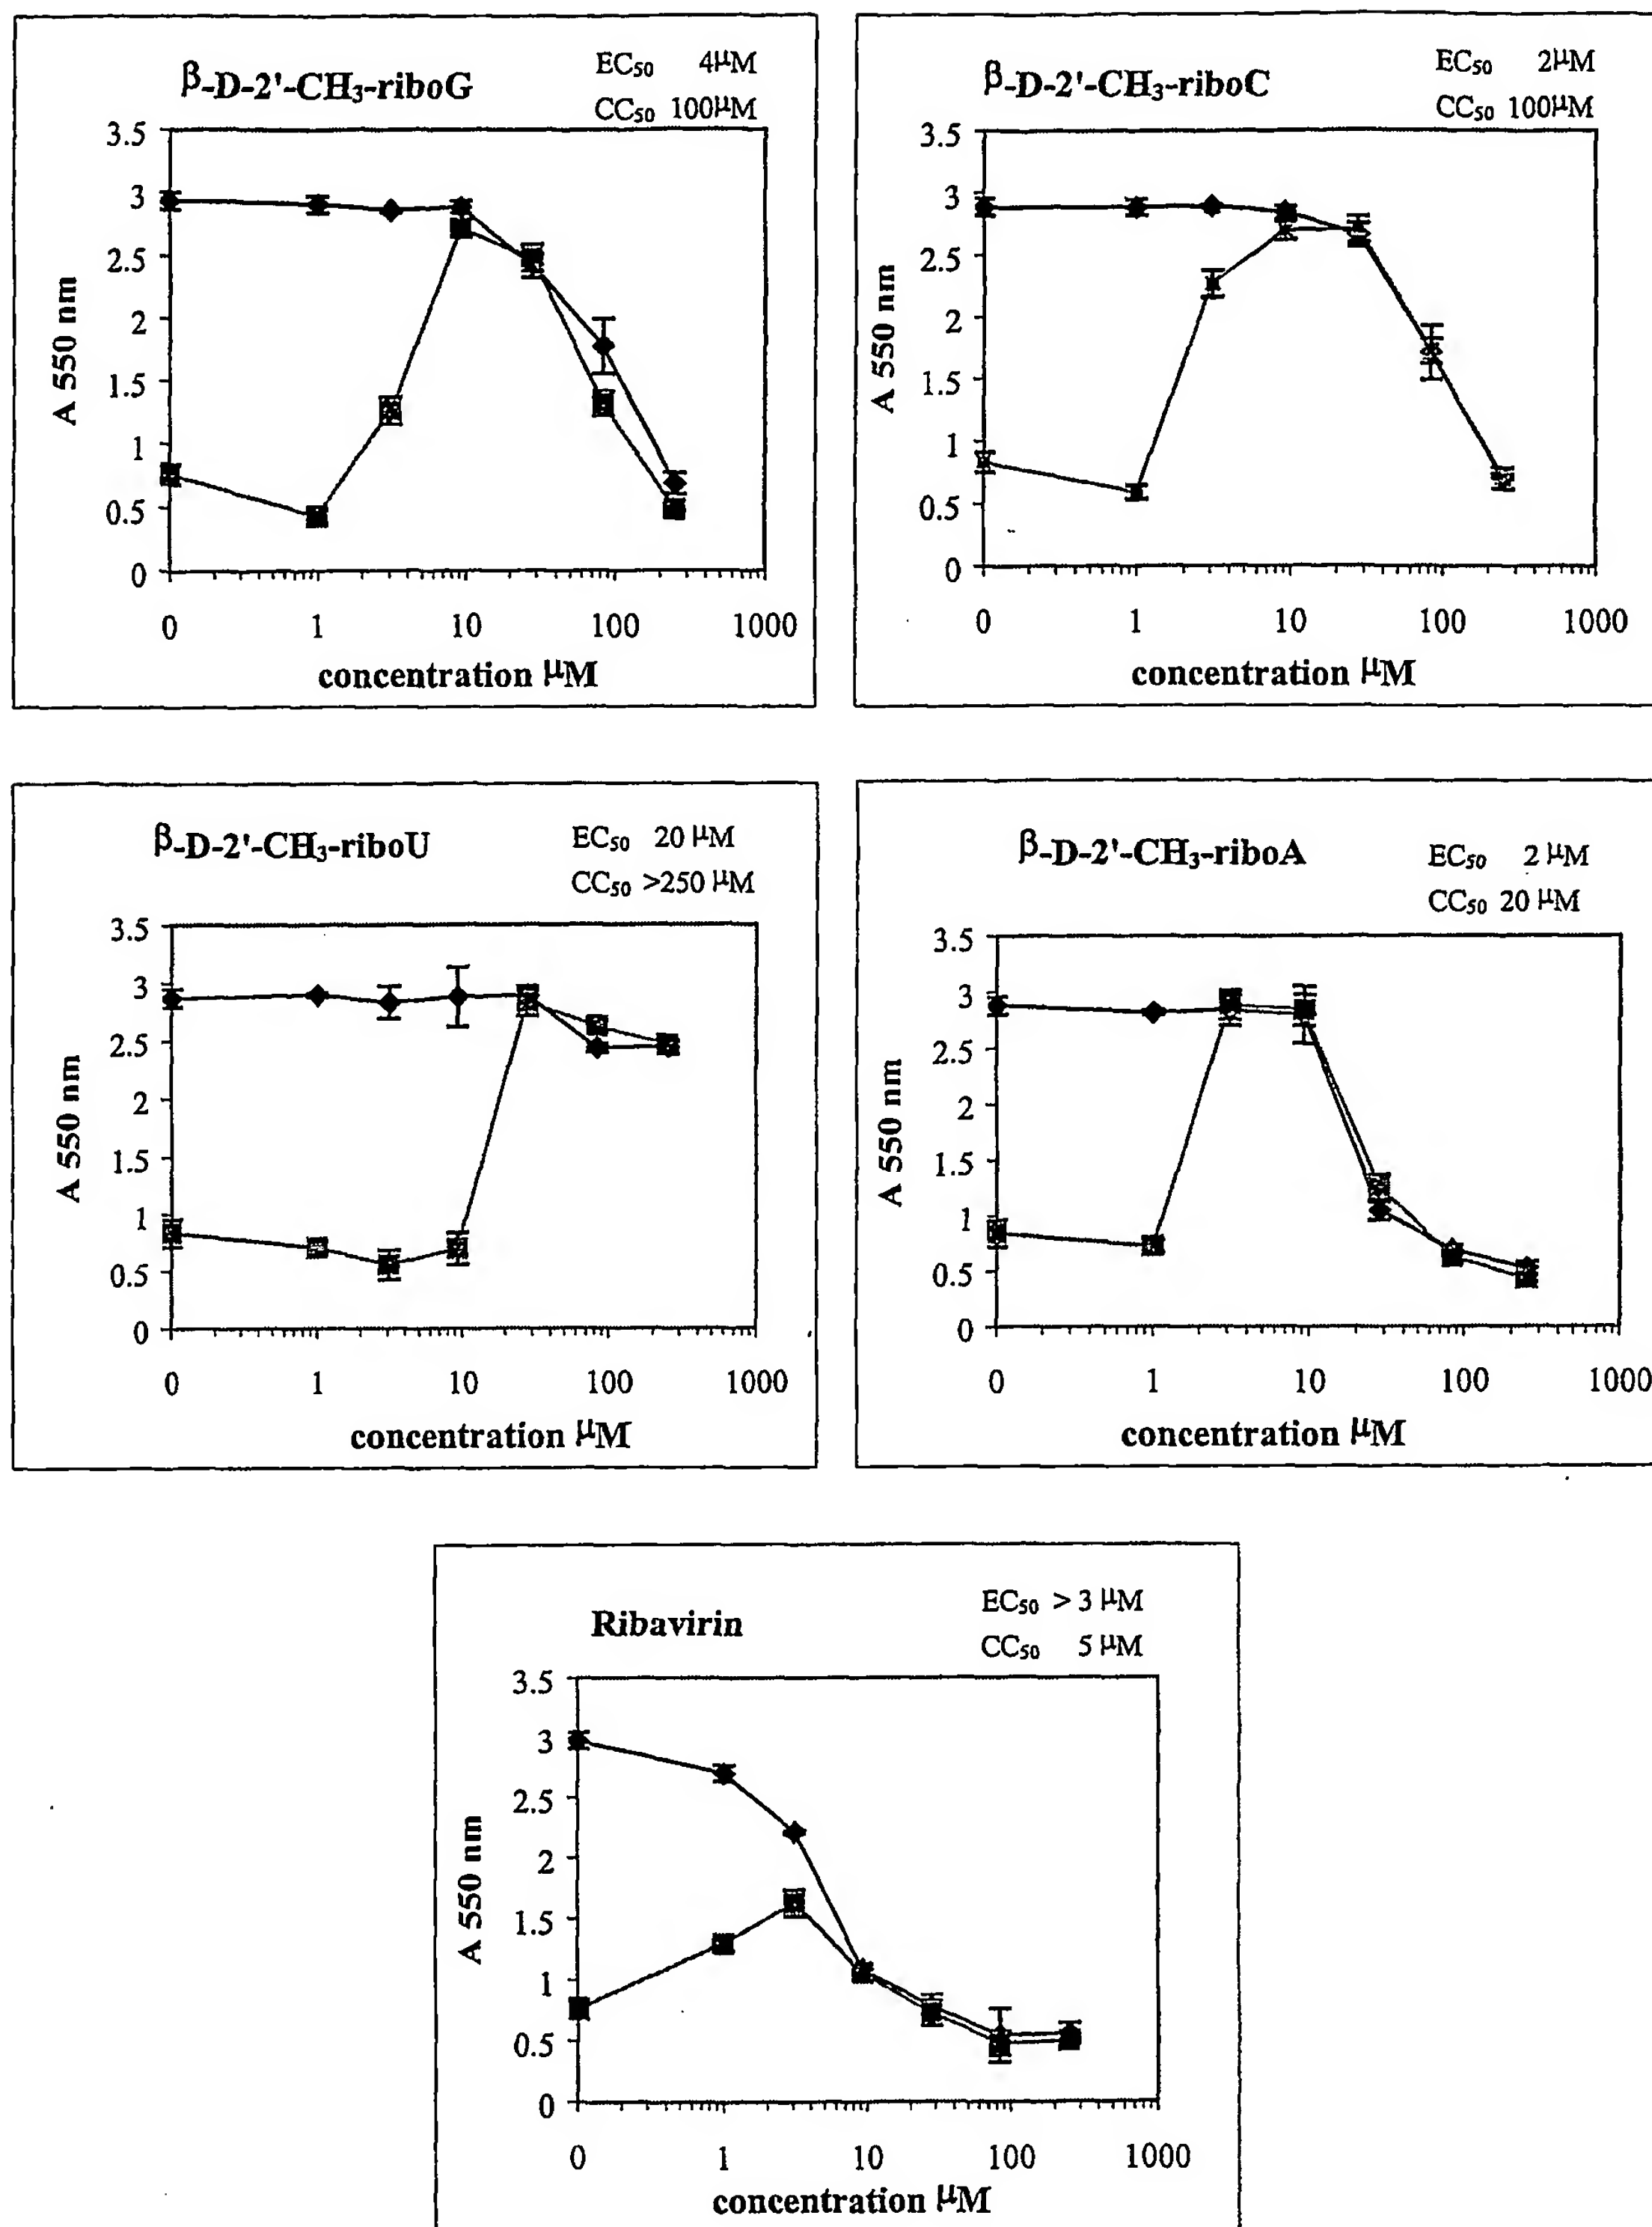 β-D-2'-CH₃-riboG
EC₅₀ 4μM
CC₅₀ 100μM
3.5
3
2.5
2
1.5
1
0.5
0
A 550 nm
0 1 10 100 1000
concentration μM
β-D-2'-CH₃-riboC
EC₅₀ 2μM
CC₅₀ 100μM
3.5
3
2.5
2
1.5
1
0.5
0
A 550 nm
0 1 10 100 1000
concentration μM
β-D-2'-CH₃-riboU
EC₅₀ 20 μM
CC₅₀ >250 μM
3.5
3
2.5
2
1.5
1
0.5
0
A 550 nm
0 1 10 100 1000
concentration μM
β-D-2'-CH₃-riboA
EC₅₀ 2 μM
CC₅₀ 20 μM
3.5
3
2.5
2
1.5
1
0.5
0
A 550 nm
0 1 10 100 1000
concentration μM
Ribavirin
EC₅₀ > 3 μM
CC₅₀ 5 μM
3.5
3
2.5
2
1.5
1
0.5
0
A 550 nm
0 1 10 100 1000
concentration μM